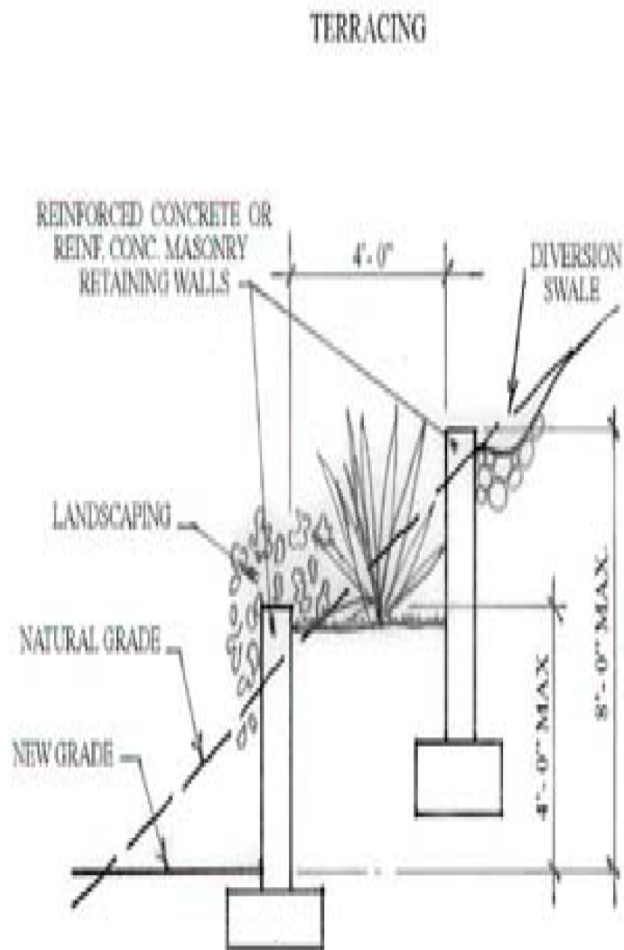 TERRACING
REINFORCED CONCRETE OR
REINF. CONC. MASONRY
RETAINING WALLS
4'-0"
DIVERSION
SWALE
LANDSCAPING
NATURAL GRADE
NEW GRADE
4'-0" MAX
8'-0" MAX.